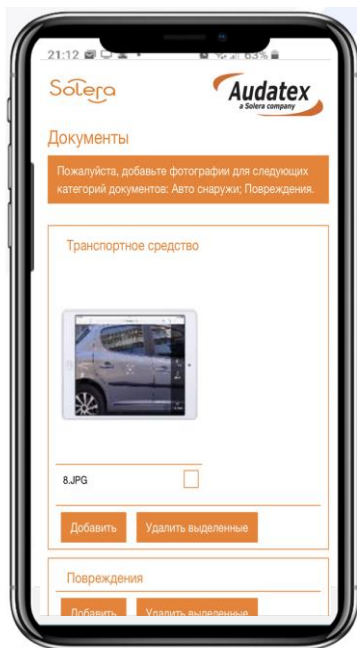 21:12
63%
Solera
Audatex
a Solera company
Документы
Пожалуйста, добавьте фотографии для следующих
категорий документов: Авто снаружи; Повреждения.
Транспортное средство
8.JPG
Добавить Удалить выделенные
Повреждения
Добавить Удалить выделенные